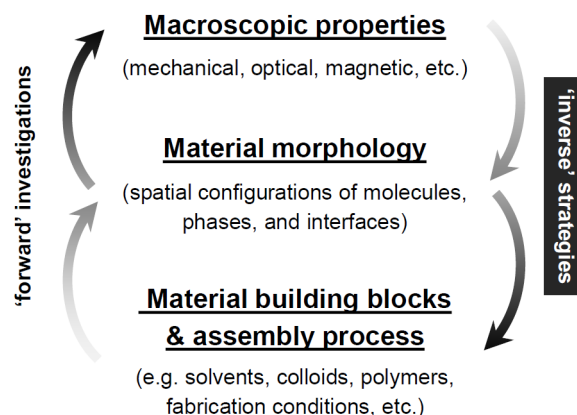 Macroscopic properties
(mechanical, optical, magnetic, etc.)
Material morphology
(spatial configurations of molecules,
phases, and interfaces)
Material building blocks
& assembly process
(e.g. solvents, colloids, polymers,
fabrication conditions, etc.)
'forward' investigations
'inverse' strategies